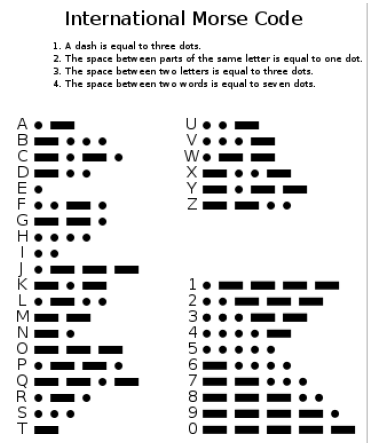 International Morse Code
1. A dash is equal to three dots.
2. The space between parts of the same letter is equal to one dot.
3. The space between two letters is equal to three dots.
4. The space between two words is equal to seven dots.
A
B
C
D
E
F
G
H
I
J
K
L
M
N
O
P
Q
R
S
T
U
V
W
X
Y
Z
1
2
3
4
5
6
7
8
9
0